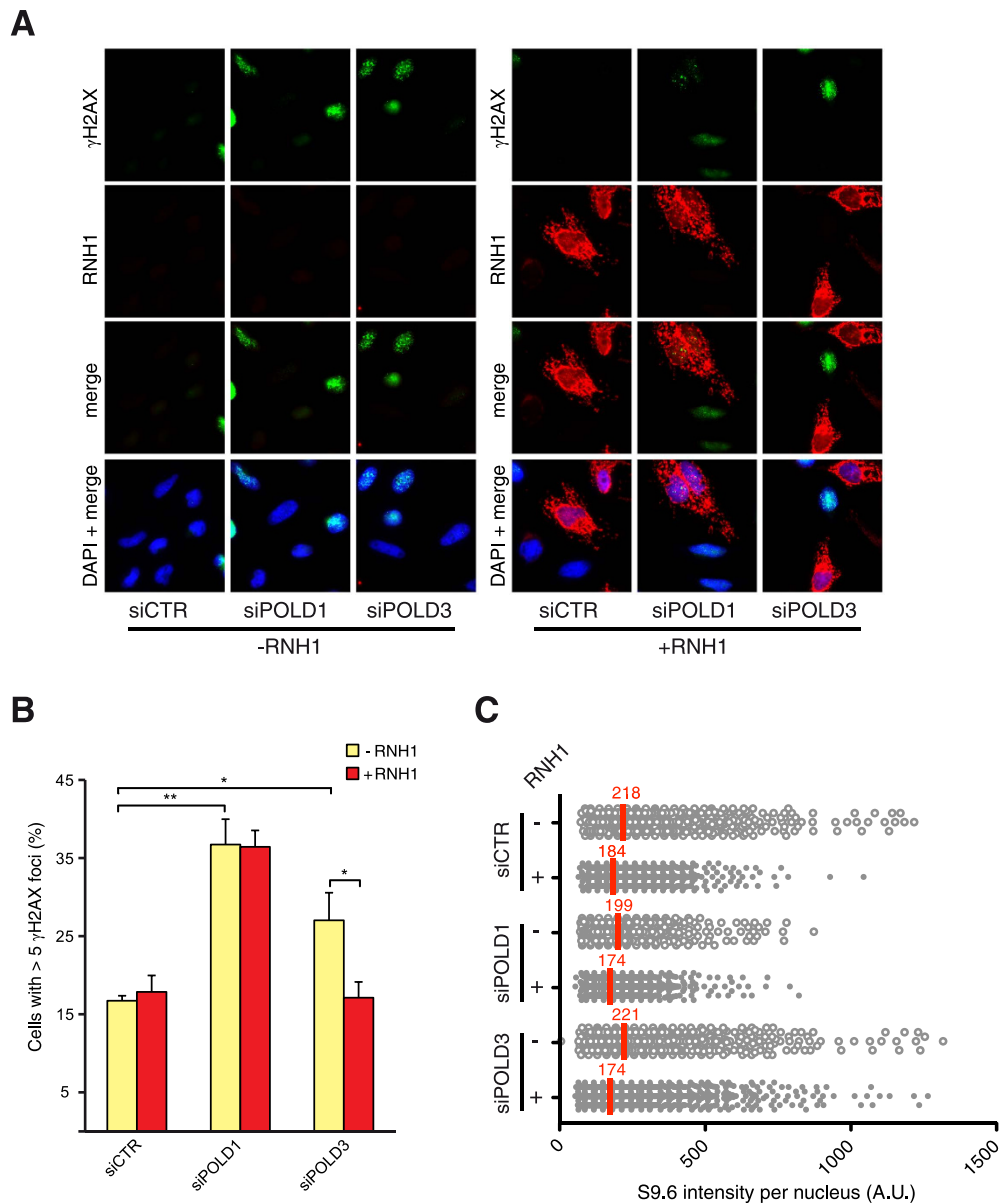 A
γH2AX
RNH1
merge
DAPI + merge
siCTR siPOLD1 siPOLD3
-RNH1
γH2AX
RNH1
merge
DAPI + merge
siCTR siPOLD1 siPOLD3
+RNH1
B
- RNH1
+RNH1
Cells with > 5 γH2AX foci (%)
45
35
25
15
5
*
**
*
siCTR
siPOLD1
siPOLD3
C
RNH1
siCTR
- 218
+ 184
siPOLD1
- 199
+ 174
siPOLD3
- 221
+ 174
0 500 1000 1500
S9.6 intensity per nucleus (A.U.)